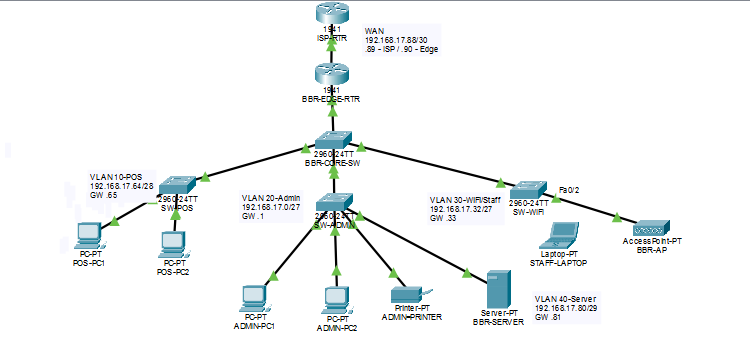 1941
ISP-RTR
WAN
192.168.17.88/30
.89 - ISP / .90 - Edge
1941
BBR-EDGE-RTR
2960-24TT
BBR-CORE-SW
VLAN 10-POS
192.168.17.64/28
GW .65
2960-24TT
SW-POS
VLAN 20-Admin
192.168.17.0/27
GW .1
2960-24TT
SW-ADMIN
VLAN 30-WIFI/Staff
192.168.17.32/27
GW .33
2960-24TT
SW-WIFI
Fa0/2
PC-PT
POS-PC1
PC-PT
POS-PC2
Laptop-PT
STAFF-LAPTOP
AccessPoint-PT
BBR-AP
PC-PT
ADMIN-PC1
PC-PT
ADMIN-PC2
Printer-PT
ADMIN-PRINTER
Server-PT
BBR-SERVER
VLAN 40-Server
192.168.17.80/29
GW .81